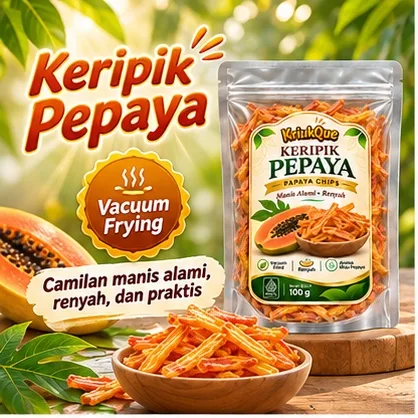 Keripik
Pepaya
Vacuum
Frying
Camilan manis alami,
renyah, dan praktis
KriukQue
KERIPIK
PEPAYA
PAPAYA CHIPS
Manis Alami • Renyah
Renyah
100 g